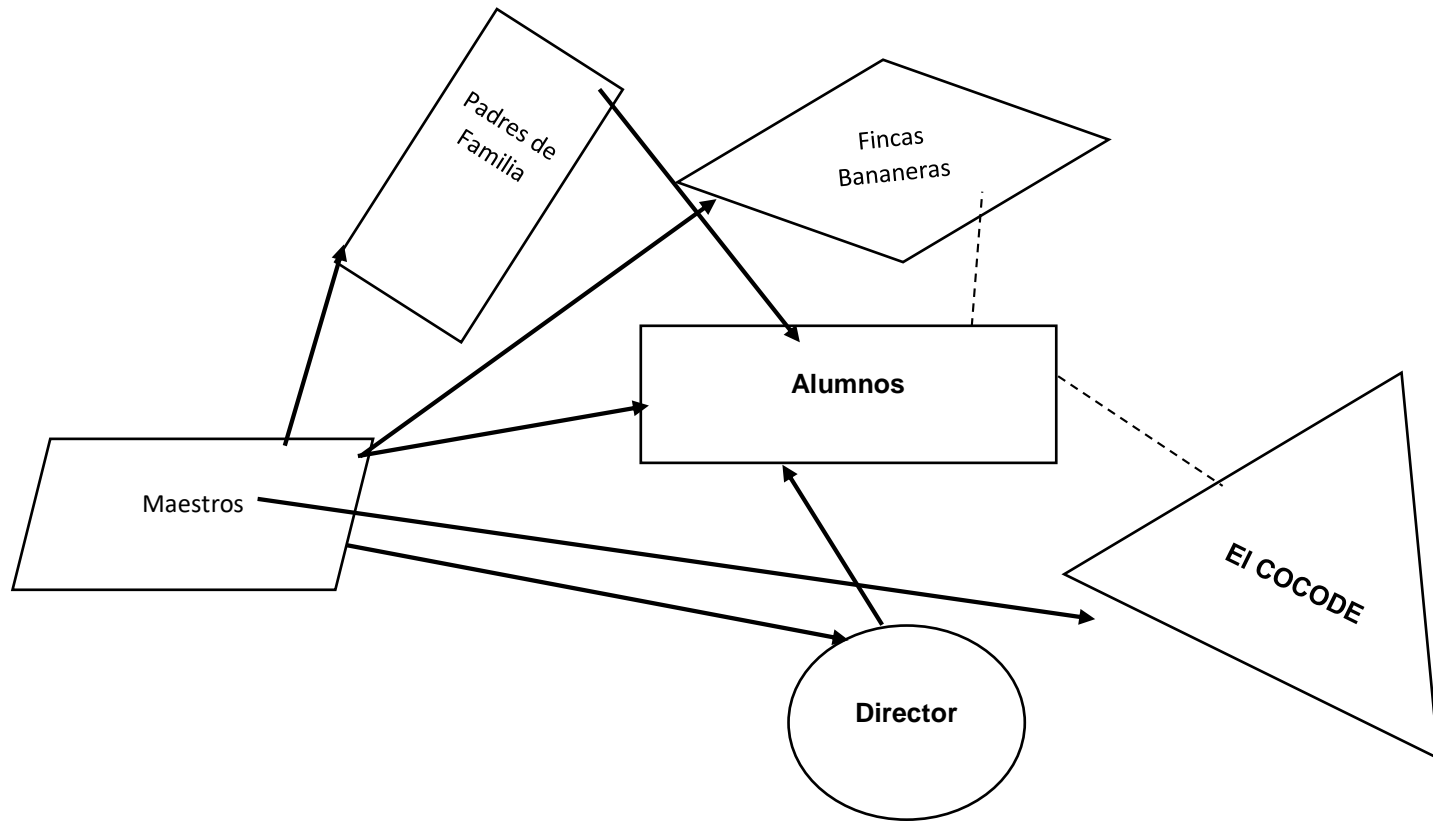 Padres de
Familia
Fincas
Bananeras
Alumnos
Maestros
El COCODE
Director